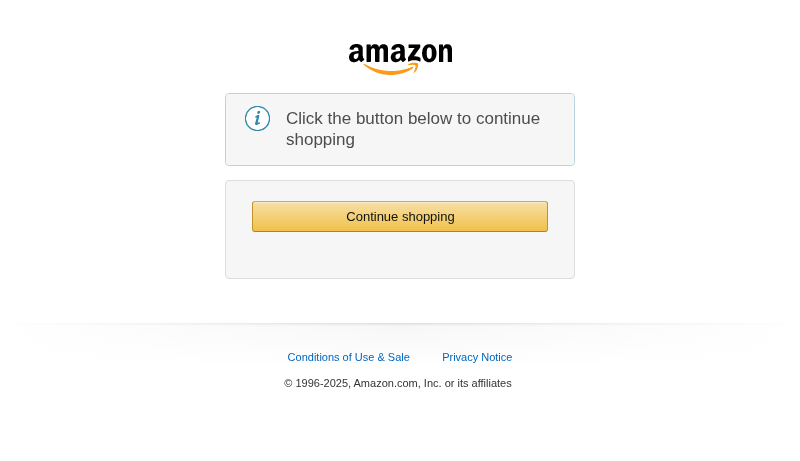 amazon
Click the button below to continue
shopping
Continue shopping
Conditions of Use & Sale Privacy Notice
© 1996-2025, Amazon.com, Inc. or its affiliates